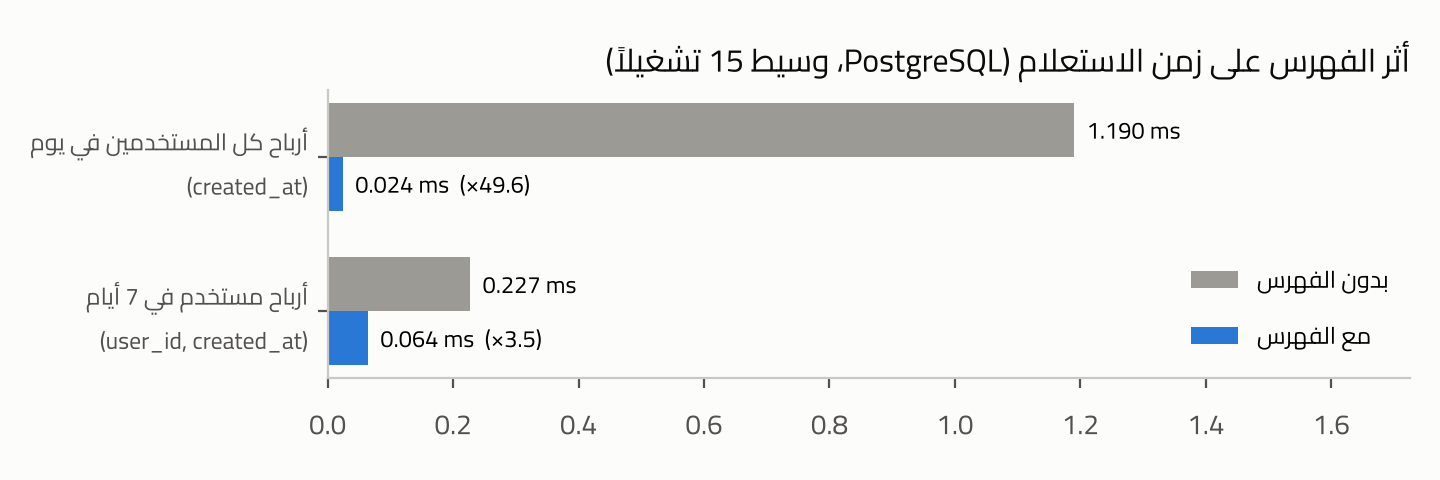 أثر الفهرس على زمن الاستعلام (PostgreSQL، وسيط 15 تشغيلاً)
أرباح كل المستخدمين في يوم
(created_at)
1.190 ms
0.024 ms (×49.6)
أرباح مستخدم في 7 أيام
(user_id, created_at)
0.227 ms
0.064 ms (×3.5)
بدون الفهرس
مع الفهرس
0.0 0.2 0.4 0.6 0.8 1.0 1.2 1.4 1.6